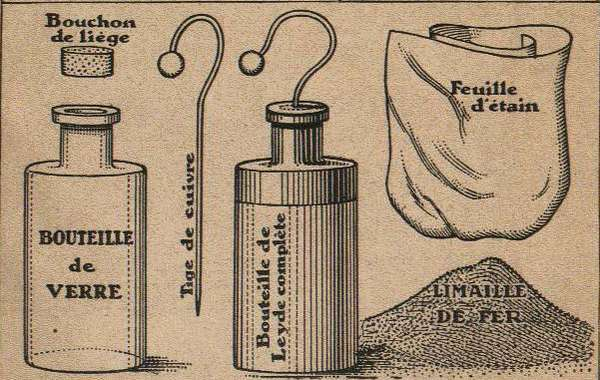 Bouchon
de liège
BOUTEILLE
de
VERRE
Tige de cuivre
Bouteille de
Leyde complète
Feuille
d'étain
LIMAILLE
DE FER